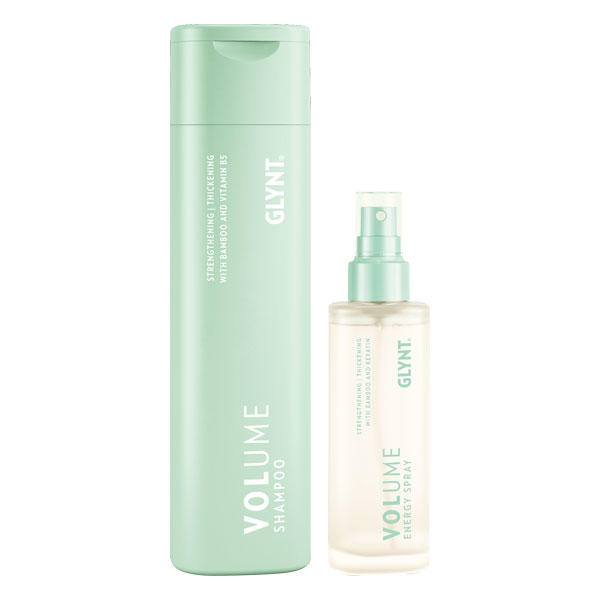 STRENGTHENING | THICKENING
WITH BAMBOO AND VITAMIN B5
GLYNT®
VOLUME
SHAMPOO
STRENGTHENING | THICKENING
WITH BAMBOO AND KERATIN
GLYNT®
VOLUME
ENERGY SPRAY